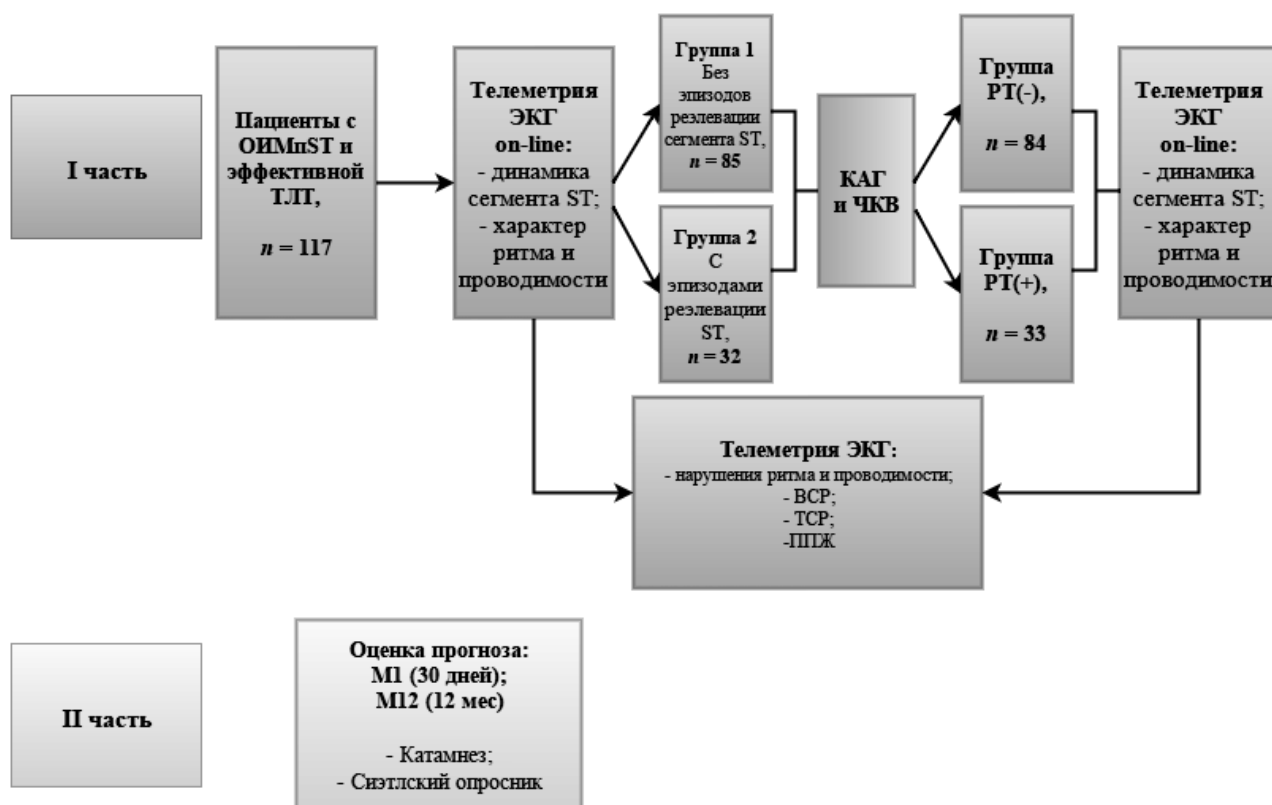 I часть
Пациенты с
ОИМпST и
эффективной
ТЛТ,
n = 117
Телеметрия
ЭКГ
on-line:
- динамика
сегмента ST;
- характер
ритма и
проводимости
Группа 1
Без
эпизодов
реэлевации
сегмента ST,
n = 85
Группа 2
С
эпизодами
реэлевации
ST,
n = 32
КАГ
и ЧКВ
Группа
РТ(-),
n = 84
Группа
РТ(+),
n = 33
Телеметрия
ЭКГ
on-line:
- динамика
сегмента ST;
- характер
ритма и
проводимости
Телеметрия ЭКГ:
- нарушения ритма и проводимости;
- ВСР;
- ТСР;
-ППЖ
II часть
Оценка прогноза:
М1 (30 дней);
М12 (12 мес)
- Катамнез;
- Сиэтлский опросник